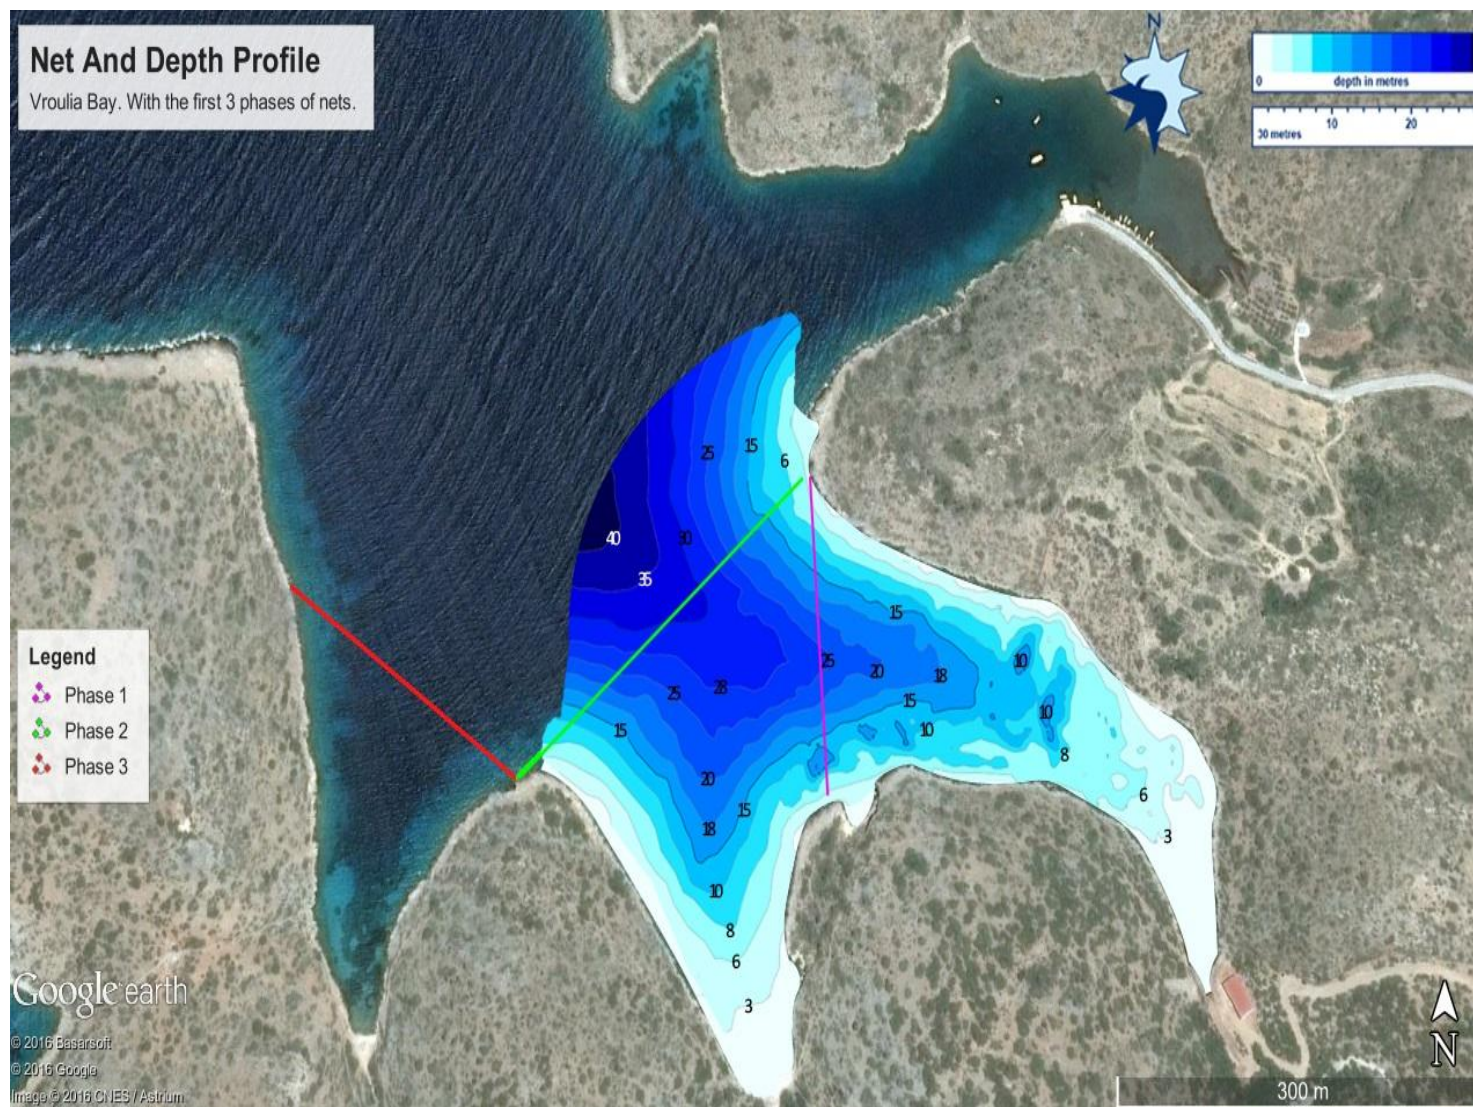 Net And Depth Profile
Vroulia Bay. With the first 3 phases of nets.
N
0
depth in metres
30 metres
10
20
25
15
6
40
30
35
15
25
20
18
10
25
28
15
10
15
10
8
20
15
6
18
3
10
8
6
3
Legend
Phase 1
Phase 2
Phase 3
Google earth
© 2016 Basarsoft
© 2016 Google
Image © 2016 CNES / Astrium
N
300 m